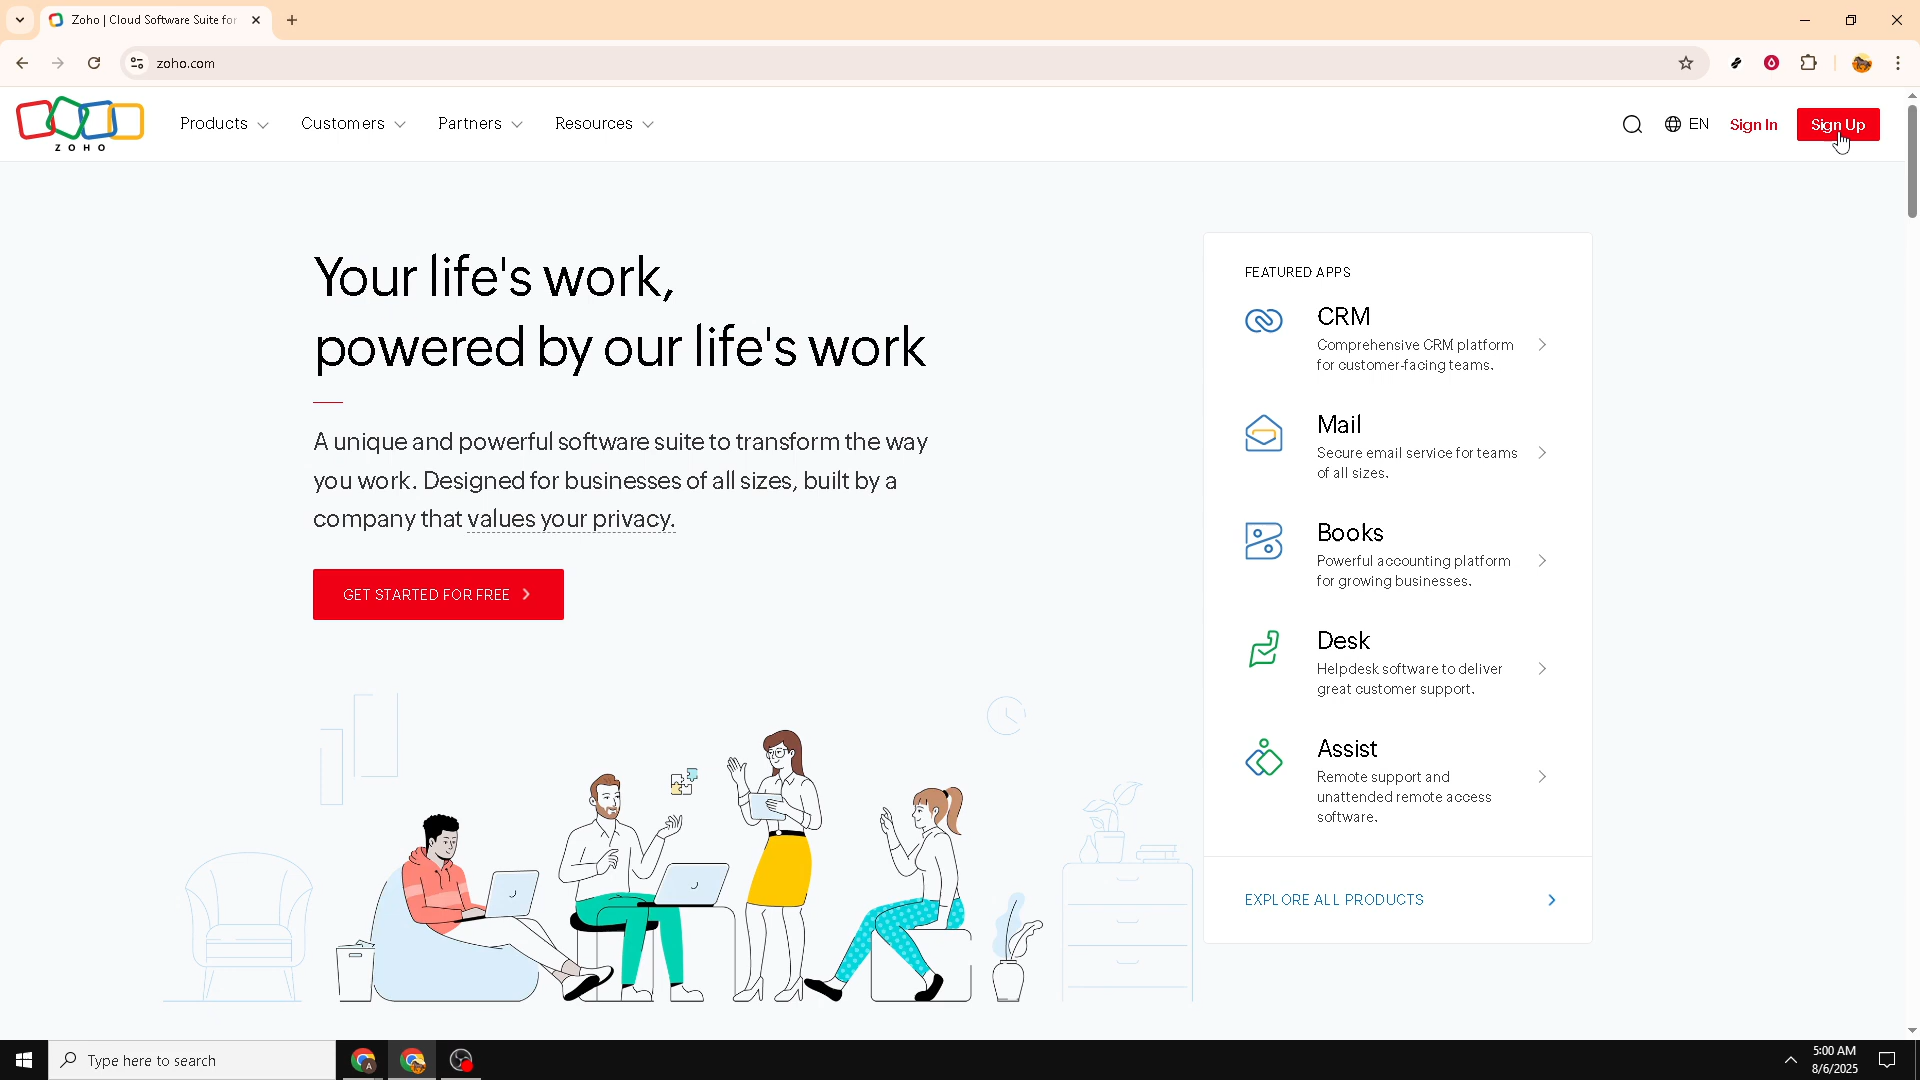 Zoho | Cloud Software Suite for
zoho.com
ZOHO
Products
Customers
Partners
Resources
EN
Sign In
Sign Up
Your life's work,
powered by our life's work
A unique and powerful software suite to transform the way
you work. Designed for businesses of all sizes, built by a
company that values your privacy.
GET STARTED FOR FREE
FEATURED APPS
CRM
Comprehensive CRM platform
for customer-facing teams.
Mail
Secure email service for teams
of all sizes.
Books
Powerful accounting platform
for growing businesses.
Desk
Helpdesk software to deliver
great customer support.
Assist
Remote support and
unattended remote access
software.
EXPLORE ALL PRODUCTS
Type here to search
A
5:00 AM
8/6/2025